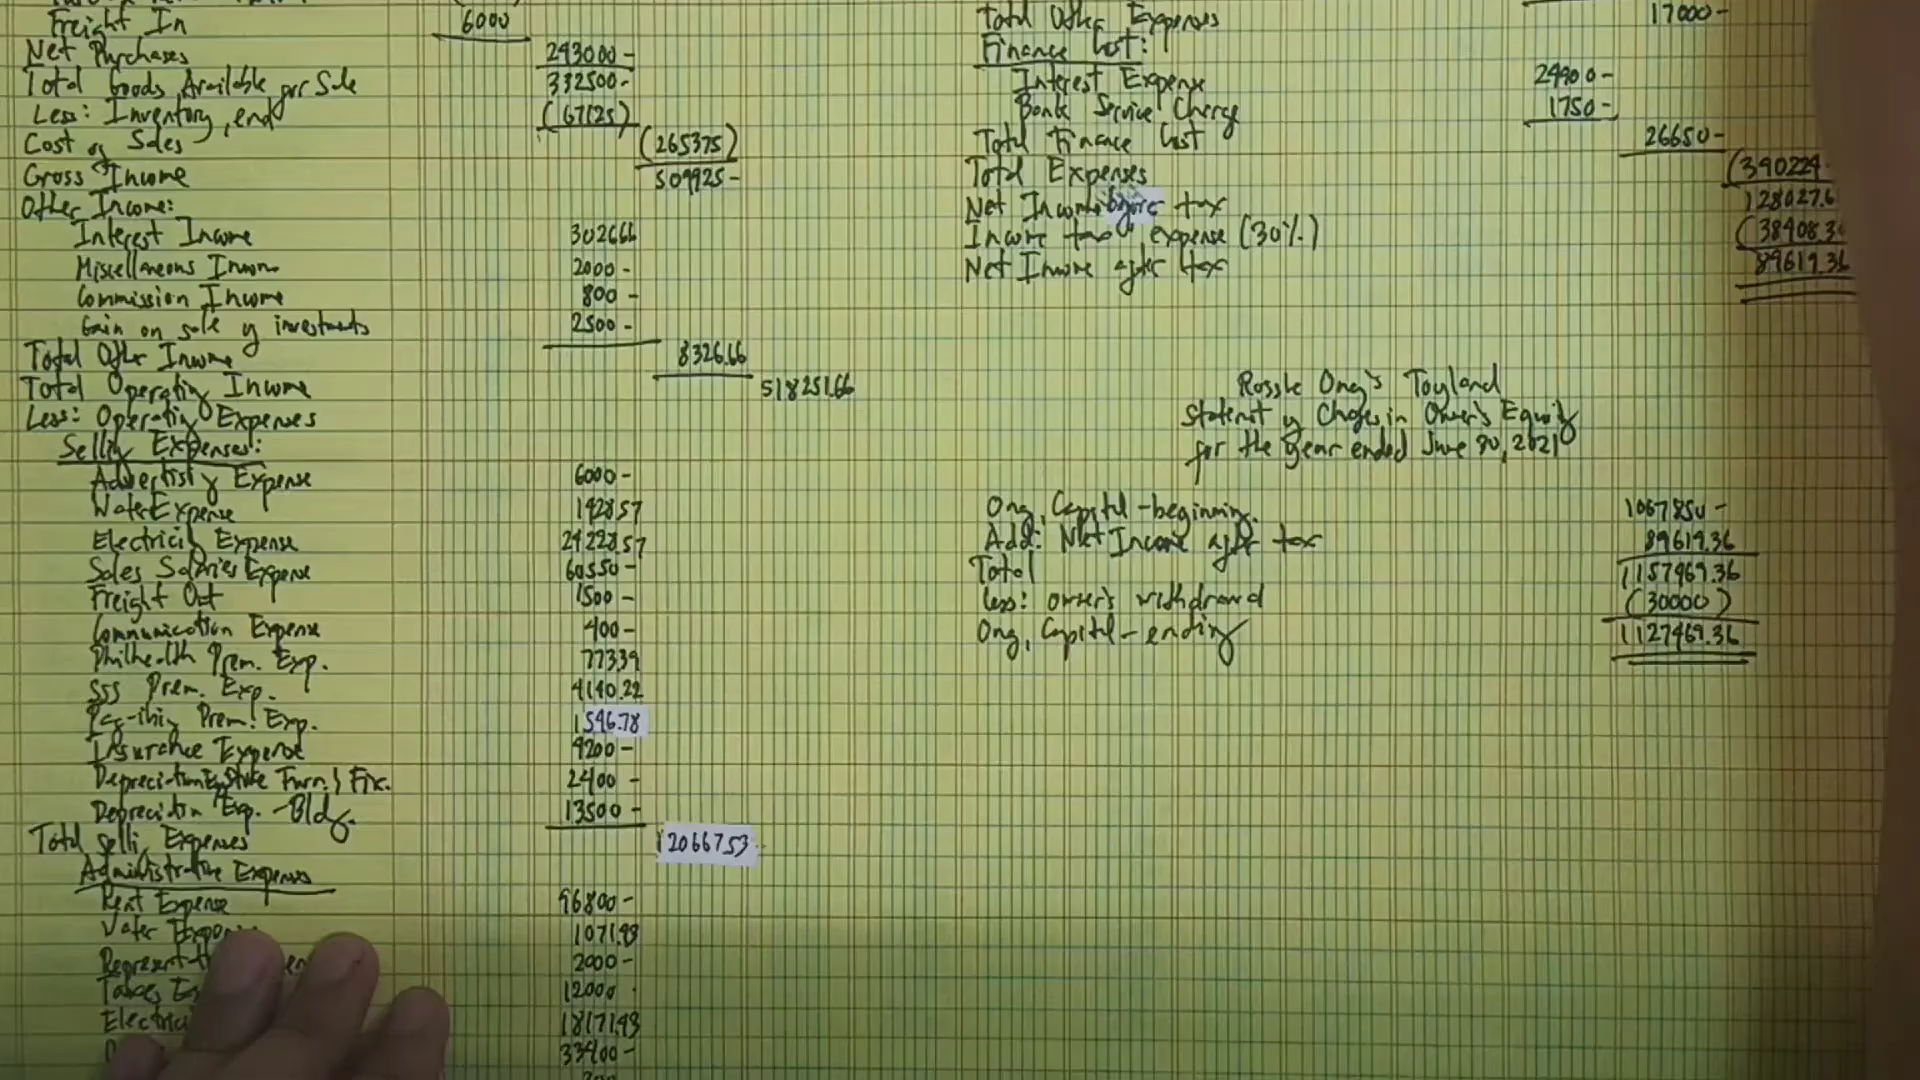 Freight In 6000
Net Purchases 243000-
Total Goods Available for Sale 332500-
Less: Inventory, end (67125)
Cost of Sales (265375)
Gross Income 509925-
Other Income:
Interest Income 3026.66
Miscellaneous Income 2000-
Commission Income 800-
Gain on sale of investments 2500-
Total Other Income 8326.66
Total Operating Income 518251.66
Less: Operating Expenses
Selling Expenses:
Advertising Expense 6000-
Water Expense 1428.57
Electricity Expense 24228.57
Sales Salaries Expense 60550-
Freight Out 1500-
Communication Expense 400-
Philhealth Prem. Exp. 773.39
SSS Prem. Exp. 4140.22
Pag-ibig Prem. Exp. 1546.78
Insurance Expense 4200-
Depreciation Exp. Store Furn. & Fix. 2400-
Depreciation Exp. - Bldg. 13500-
Total Selling Expenses 120667.53
Administrative Expenses
Rent Expense 96800-
Water Expense 1071.43
2000-
12000-
18171.43
33400-
Total Other Expenses 17000-
Finance Cost:
Interest Expense 24900-
Bank Service Charge 1750-
Total Finance Cost 26650-
Total Expenses (390224
Net Income before tax 128027.6
Income tax expense (30%) (38408.3
Net Income after tax 89619.36
Ong's Toyland
Statement of Changes in Owner's Equity
for the year ended June 30, 2021
Ong, Capital - beginning 1067850-
Add: Net Income after tax 89619.36
Total 1157469.36
Less: owner's withdrawal (30000)
Ong, Capital - ending 1127469.36